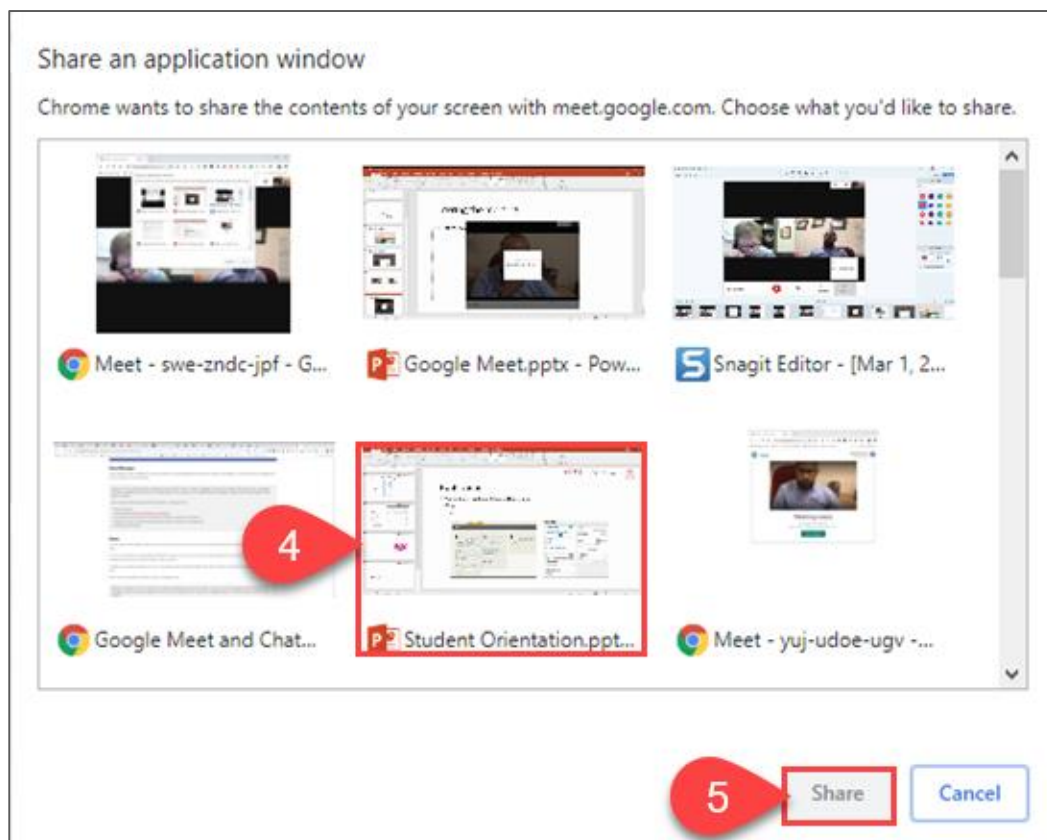 Share an application window
Chrome wants to share the contents of your screen with meet.google.com. Choose what you'd like to share.
Meet - swe-zndc-jpf - G...
Google Meet.pptx - Pow...
Snagit Editor - [Mar 1, 2...
4
Google Meet and Chat...
Student Orientation.ppt...
Meet - yuj-udoe-ugv -...
5
Share
Cancel